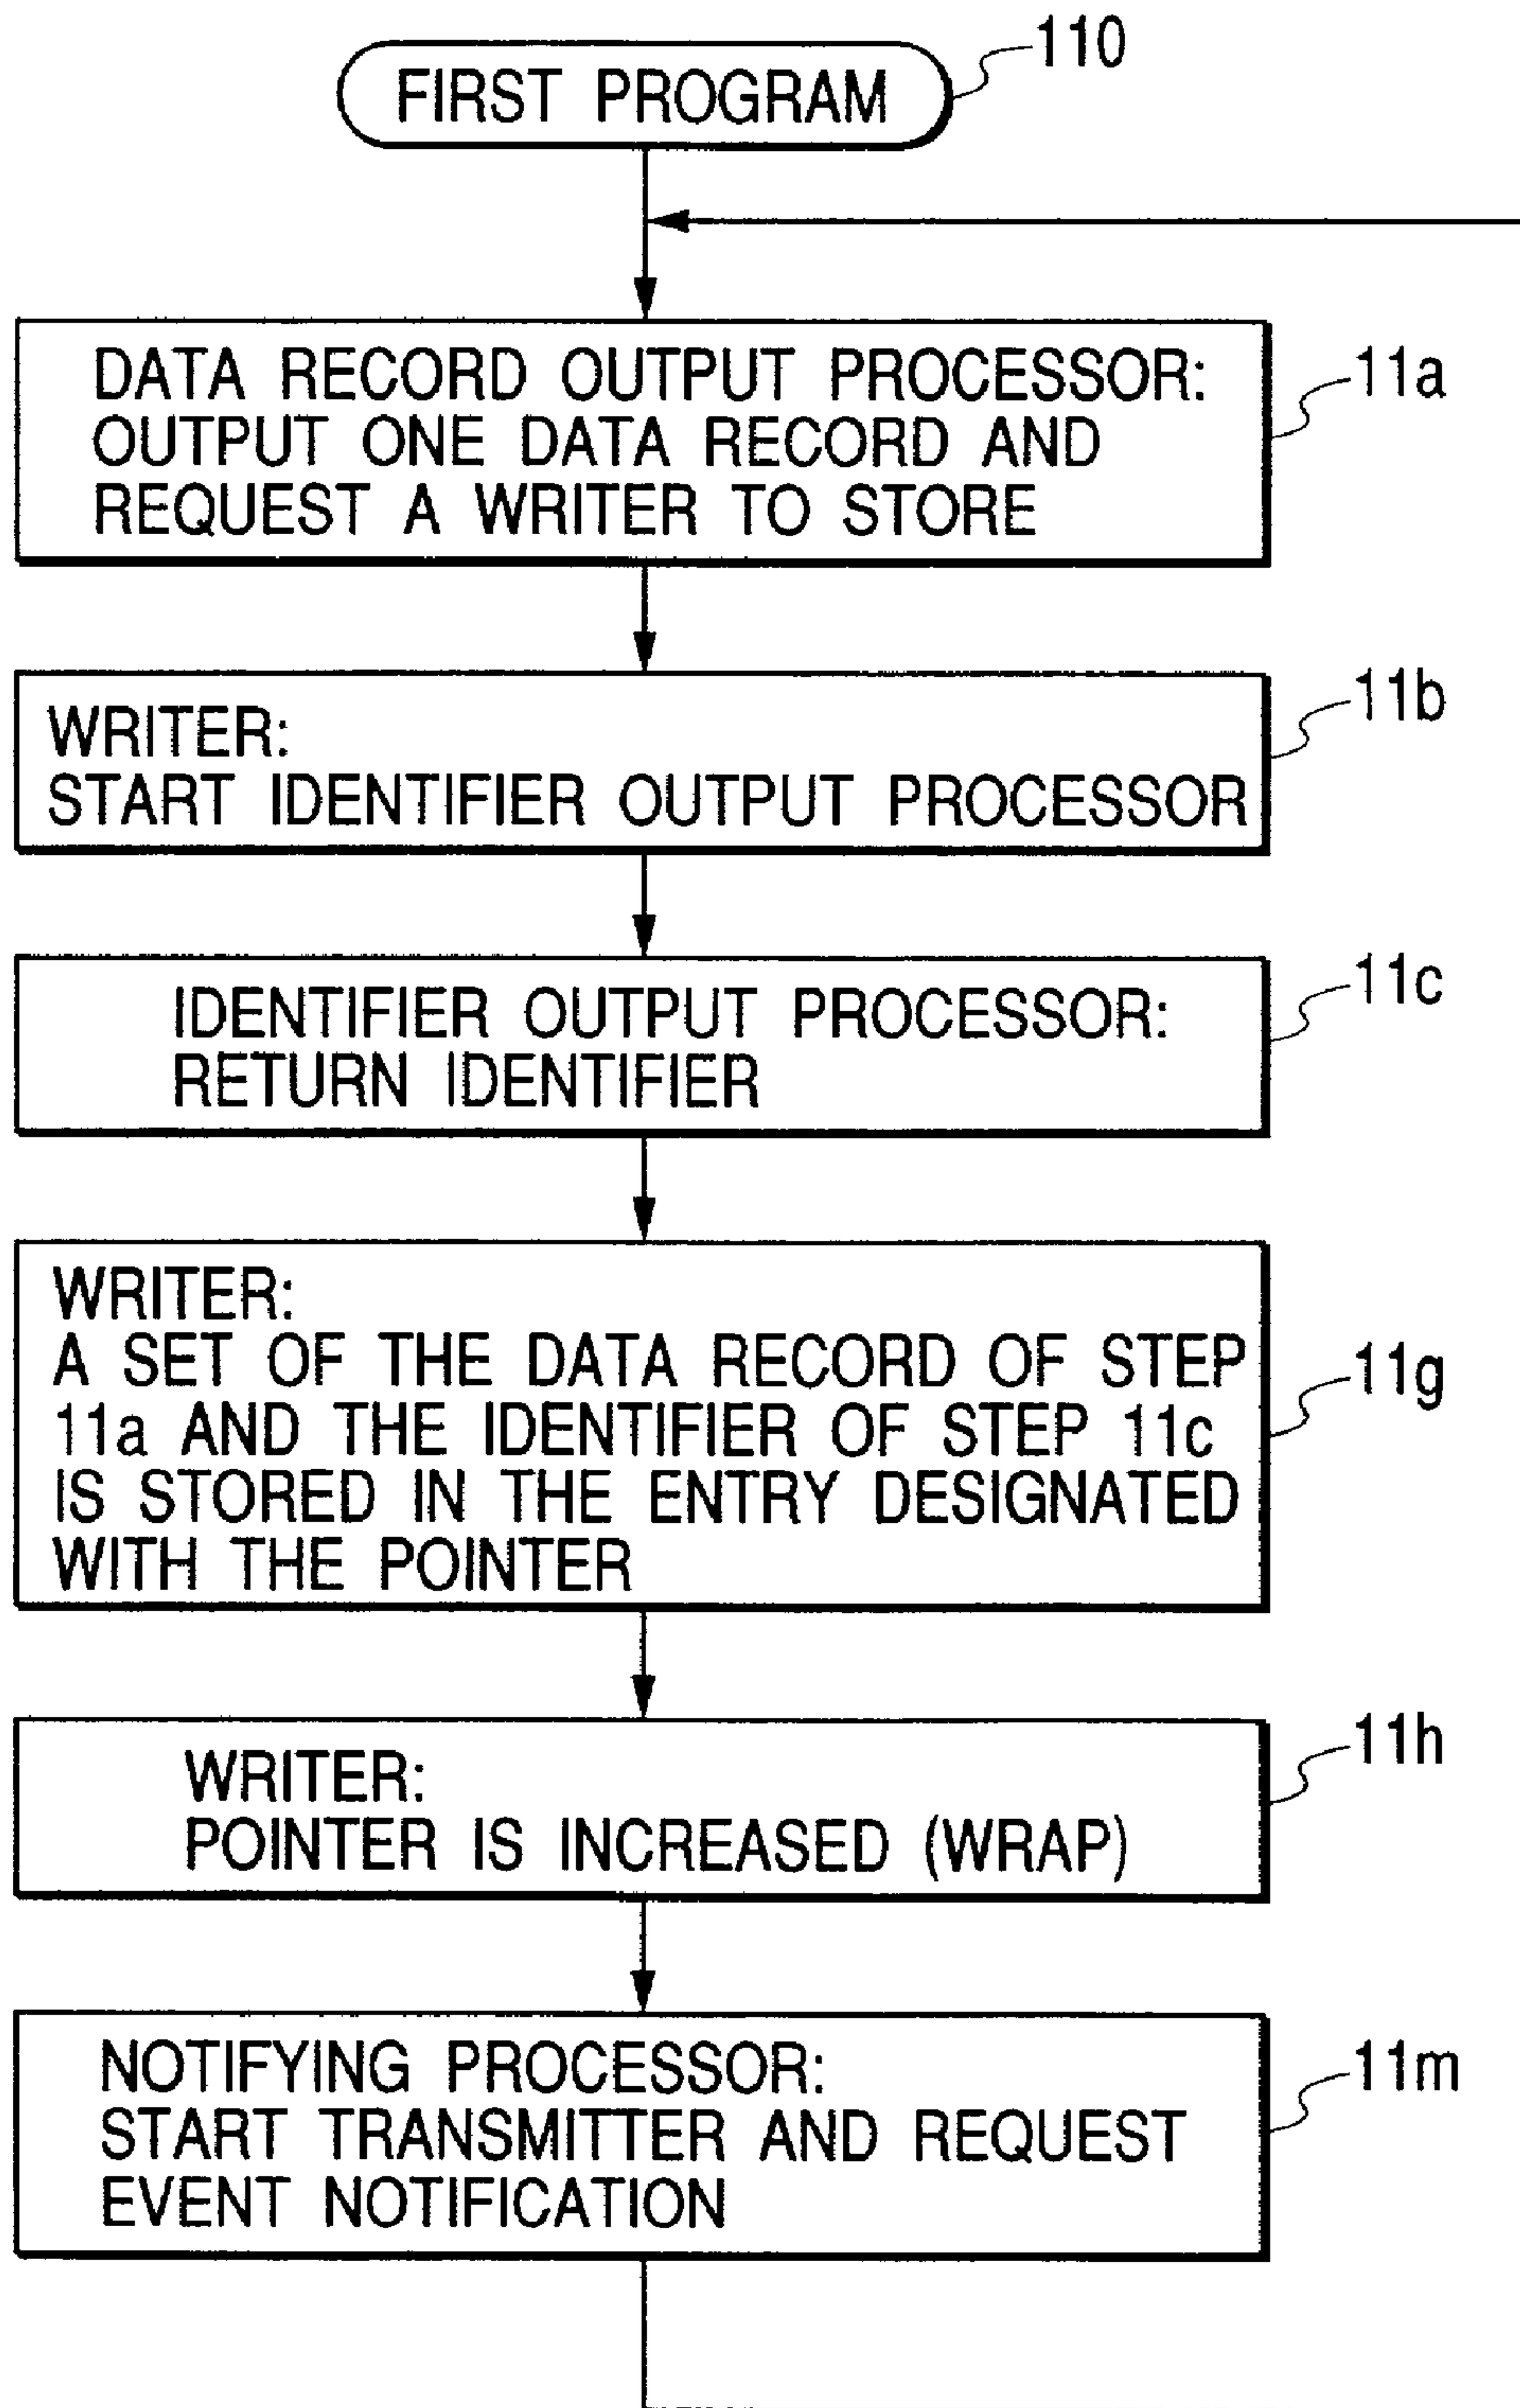 110
FIRST PROGRAM
11a
DATA RECORD OUTPUT PROCESSOR:
OUTPUT ONE DATA RECORD AND
REQUEST A WRITER TO STORE
11b
WRITER:
START IDENTIFIER OUTPUT PROCESSOR
11c
IDENTIFIER OUTPUT PROCESSOR:
RETURN IDENTIFIER
WRITER:
A SET OF THE DATA RECORD OF STEP
11g
11a AND THE IDENTIFIER OF STEP 11c
IS STORED IN THE ENTRY DESIGNATED
WITH THE POINTER
11h
WRITER:
POINTER IS INCREASED (WRAP)
11m
NOTIFYING PROCESSOR:
START TRANSMITTER AND REQUEST
EVENT NOTIFICATION